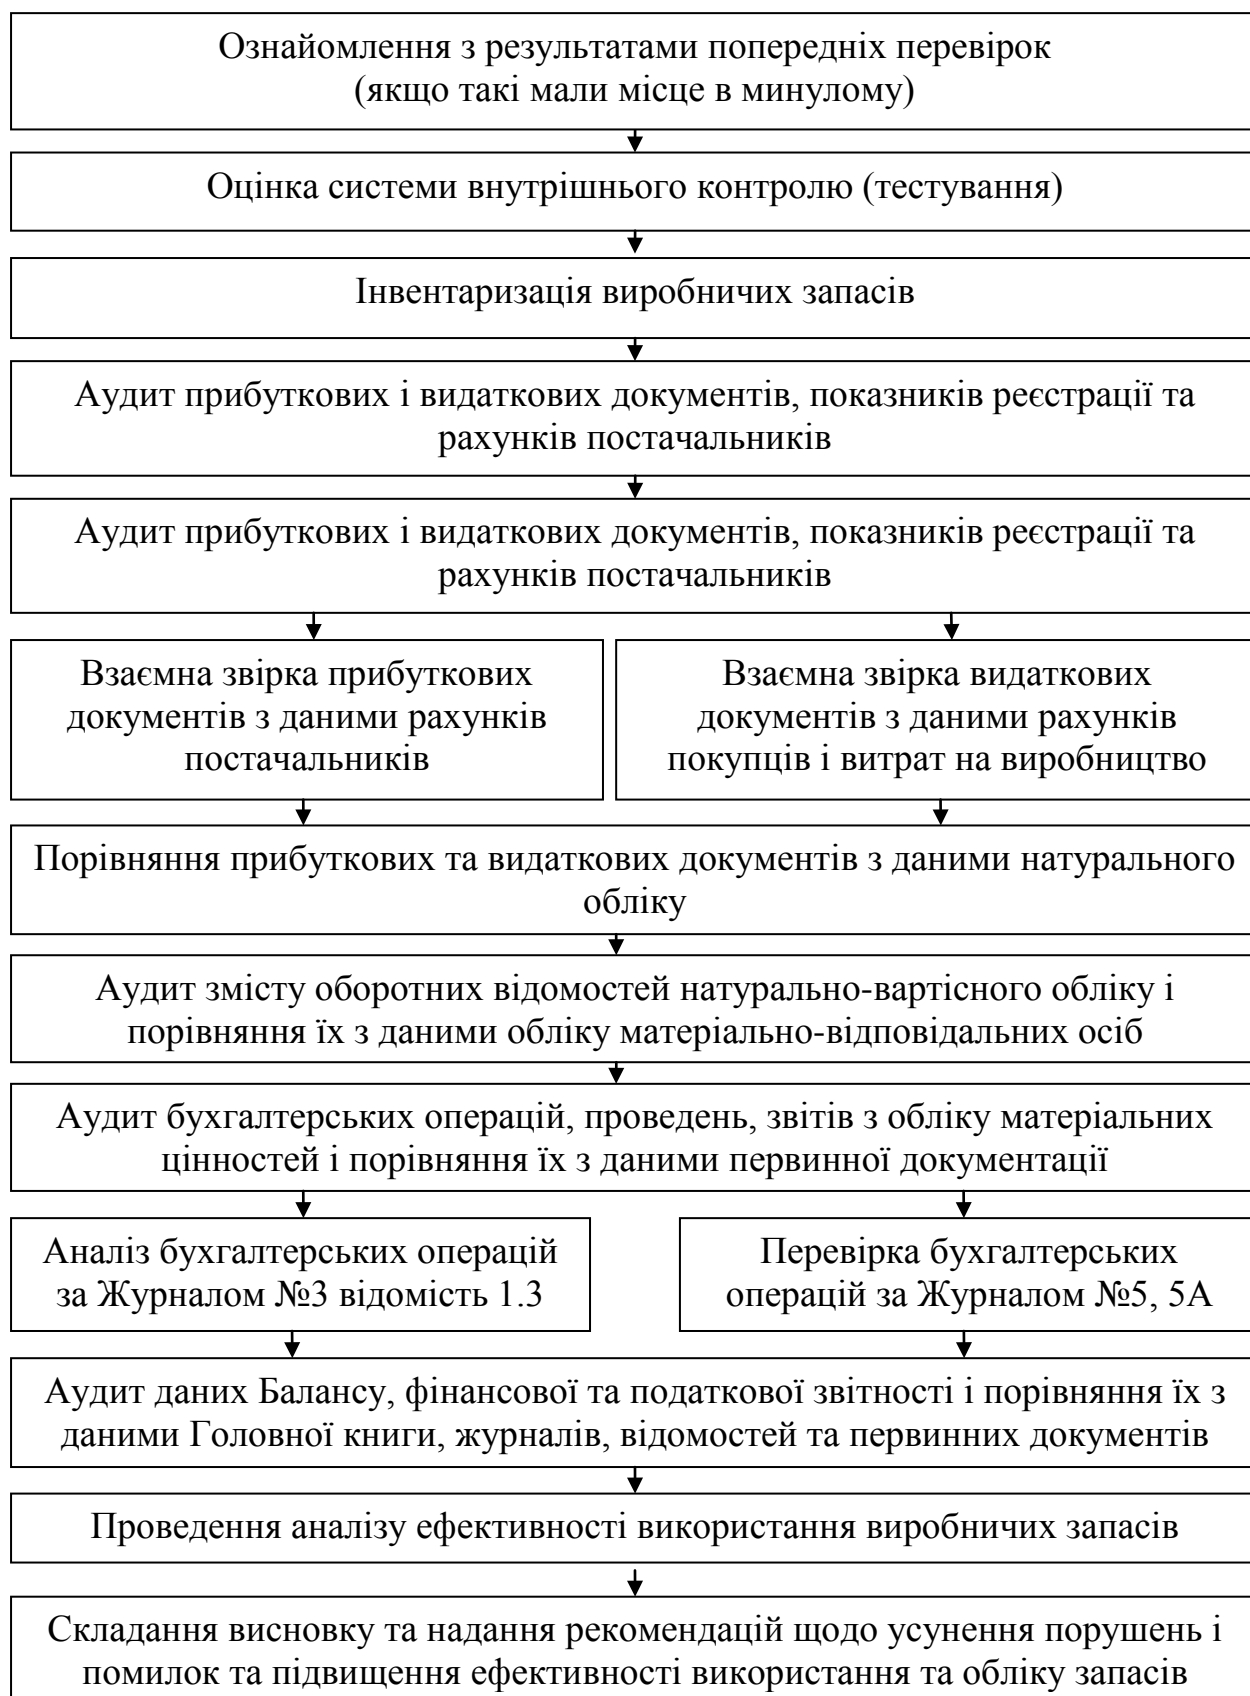 Ознайомлення з результатами попередніх перевірок
(якщо такі мали місце в минулому)
Оцінка системи внутрішнього контролю (тестування)
Інвентаризація виробничих запасів
Аудит прибуткових і видаткових документів, показників реєстрації та
рахунків постачальників
Аудит прибуткових і видаткових документів, показників реєстрації та
рахунків постачальників
Взаємна звірка прибуткових
документів з даними рахунків
постачальників
Взаємна звірка видаткових
документів з даними рахунків
покупців і витрат на виробництво
Порівняння прибуткових та видаткових документів з даними натурального
обліку
Аудит змісту оборотних відомостей натурально-вартісного обліку і
порівняння їх з даними обліку матеріально-відповідальних осіб
Аудит бухгалтерських операцій, проведень, звітів з обліку матеріальних
цінностей і порівняння їх з даними первинної документації
Аналіз бухгалтерських операцій
за Журналом №3 відомість 1.3
Перевірка бухгалтерських
операцій за Журналом №5, 5А
Аудит даних Балансу, фінансової та податкової звітності і порівняння їх з
даними Головної книги, журналів, відомостей та первинних документів
Проведення аналізу ефективності використання виробничих запасів
Складання висновку та надання рекомендацій щодо усунення порушень і
помилок та підвищення ефективності використання та обліку запасів